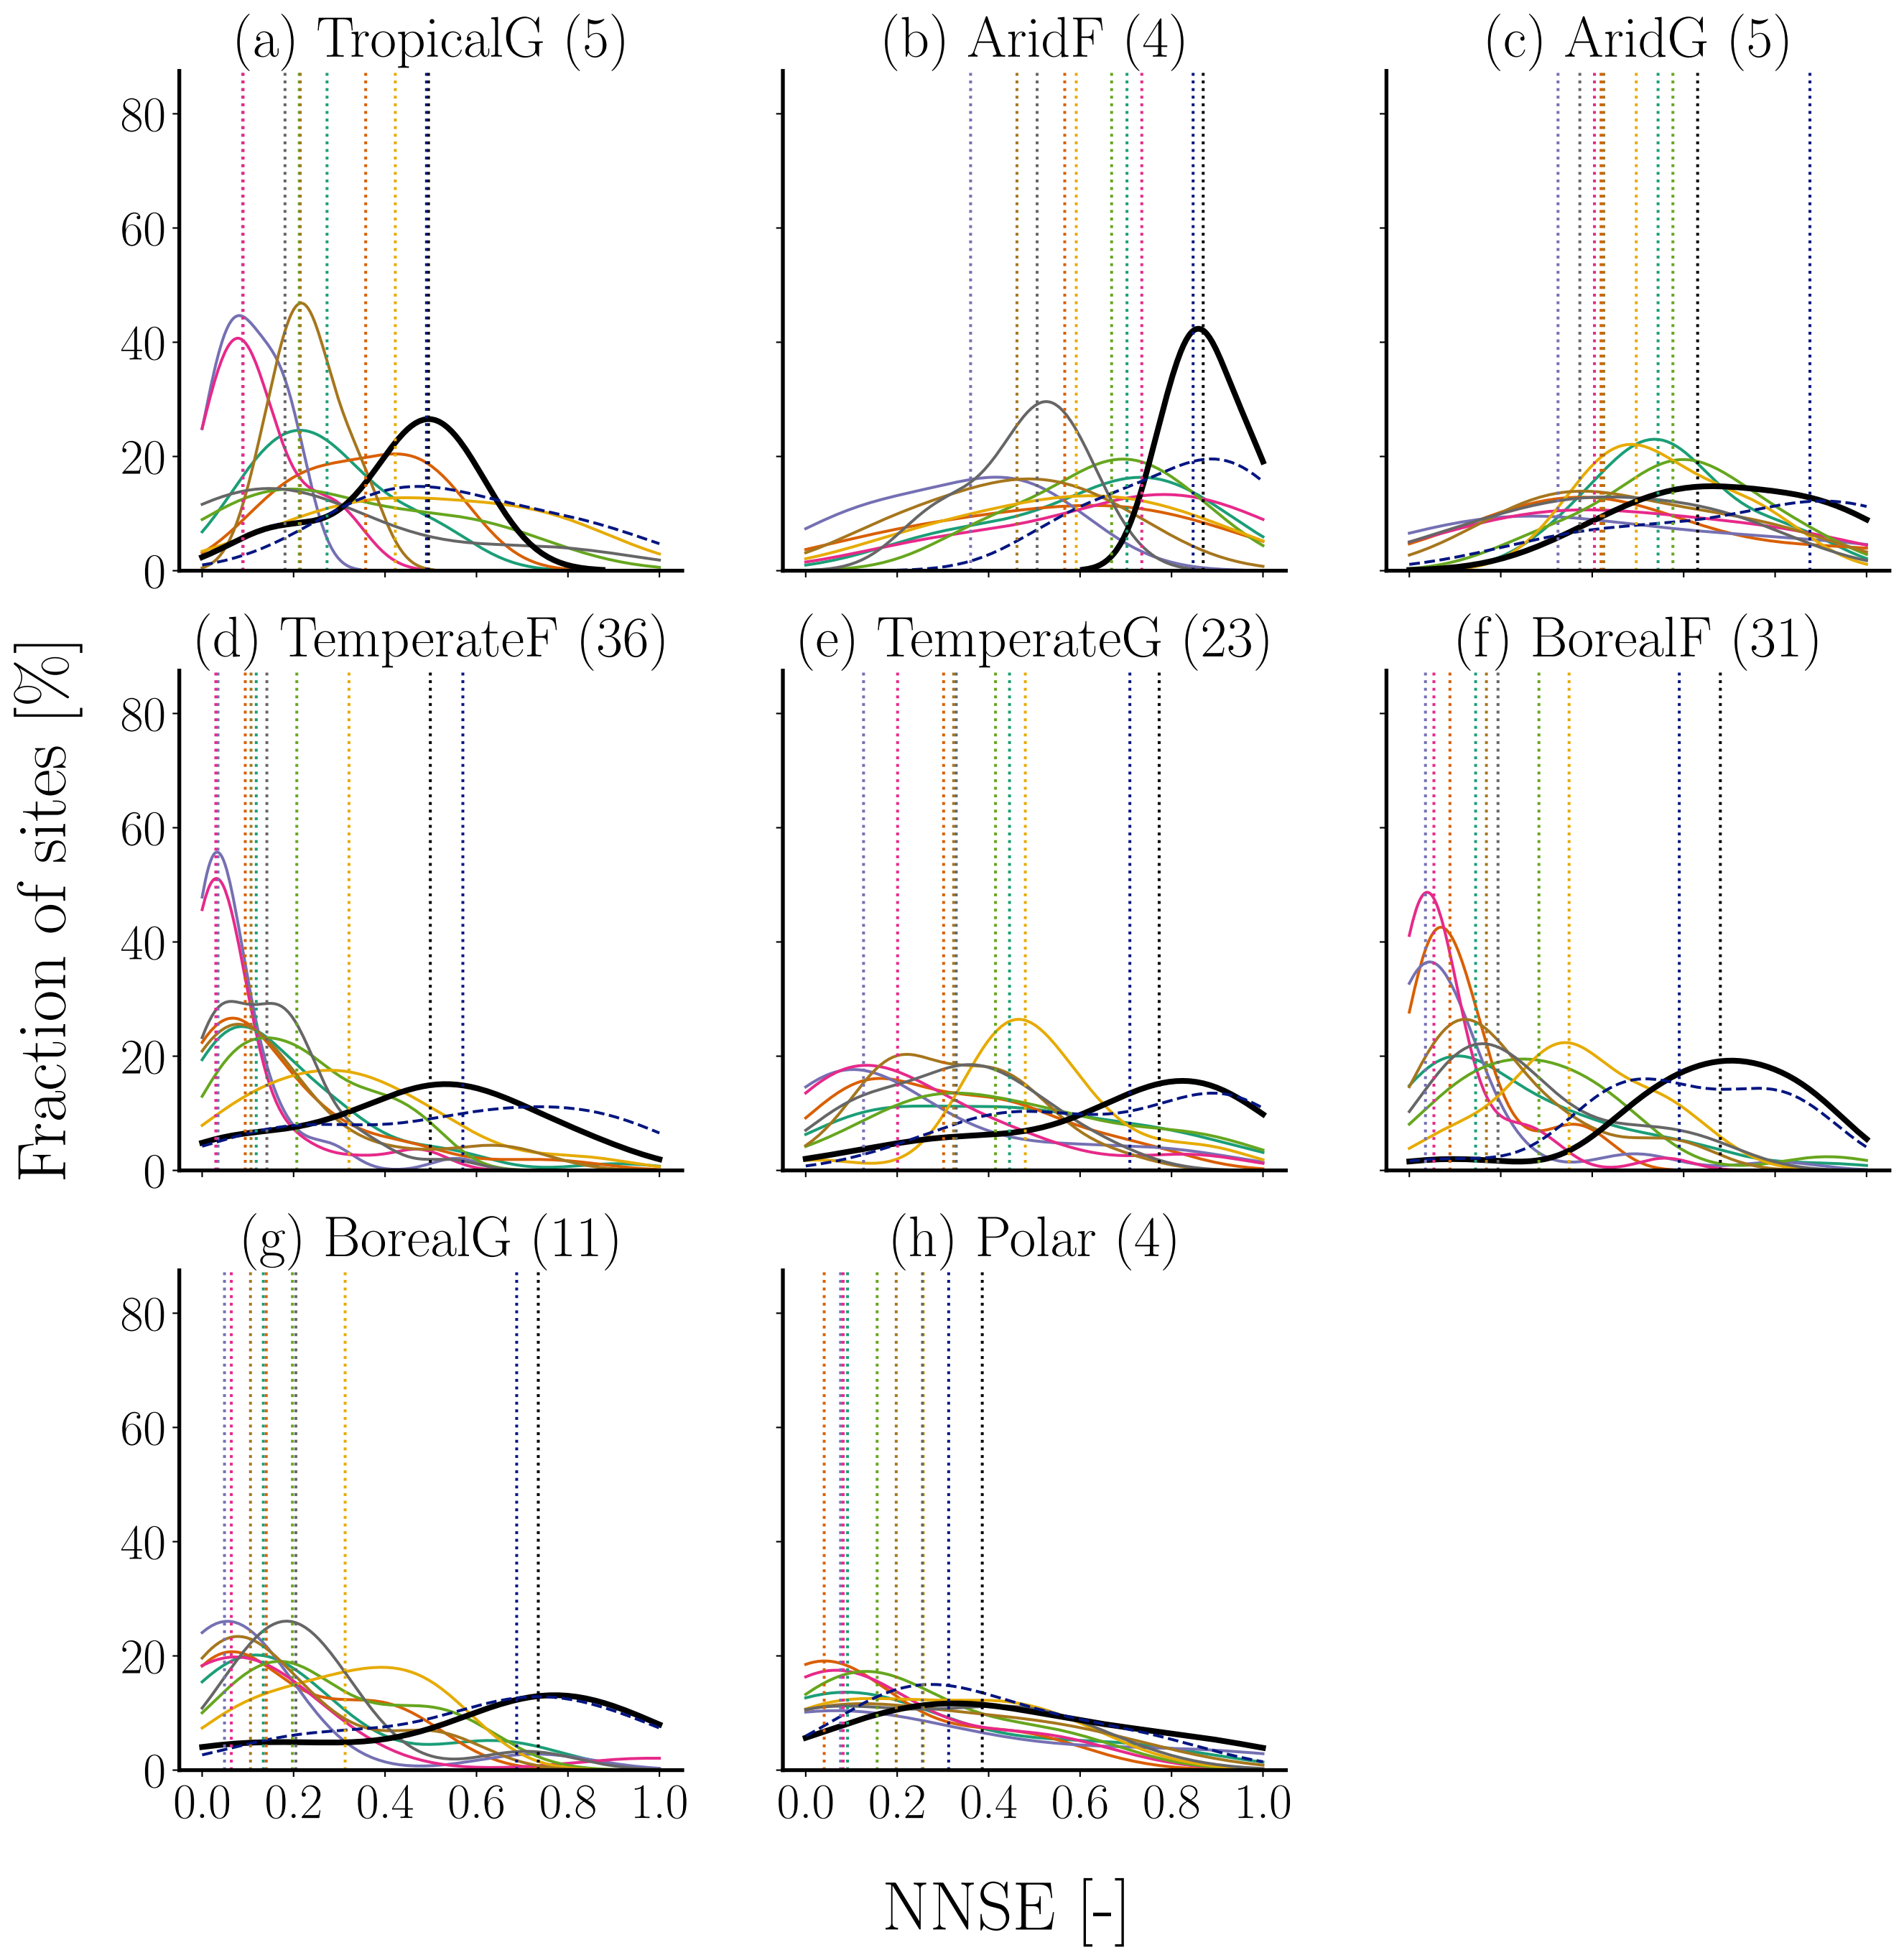 (a) TropicalG (5)
(b) AridF (4)
(c) AridG (5)
80
60
40
20
0
(d) TemperateF (36)
(e) TemperateG (23)
(f) BorealF (31)
80
60
40
20
0
(g) BorealG (11)
(h) Polar (4)
80
60
40
20
0
0.0 0.2 0.4 0.6 0.8 1.0
0.0 0.2 0.4 0.6 0.8 1.0
Fraction of sites [%]
NNSE [-]